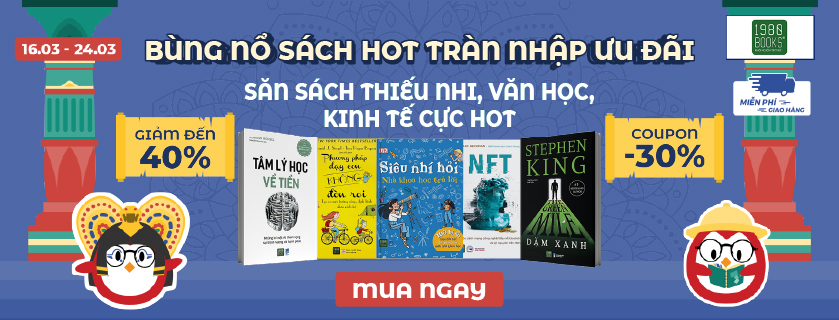 16.03 - 24.03
BÙNG NỔ SÁCH HOT TRÀN NHẬP ƯU ĐÃI
1980
BOOKS
SĂN SÁCH THIẾU NHI, VĂN HỌC,
KINH TẾ CỰC HOT
MIỄN PHÍ
GIAO HÀNG
GIẢM ĐẾN
40%
COUPON
-30%
TÂM LÝ HỌC
VỀ TIỀN
Phương pháp
dạy con
KHÔNG
đòn roi
Siêu nhí hỏi
Nhà khoa học trả lời
NFT
STEPHEN
KING
DẶM XANH
MUA NGAY